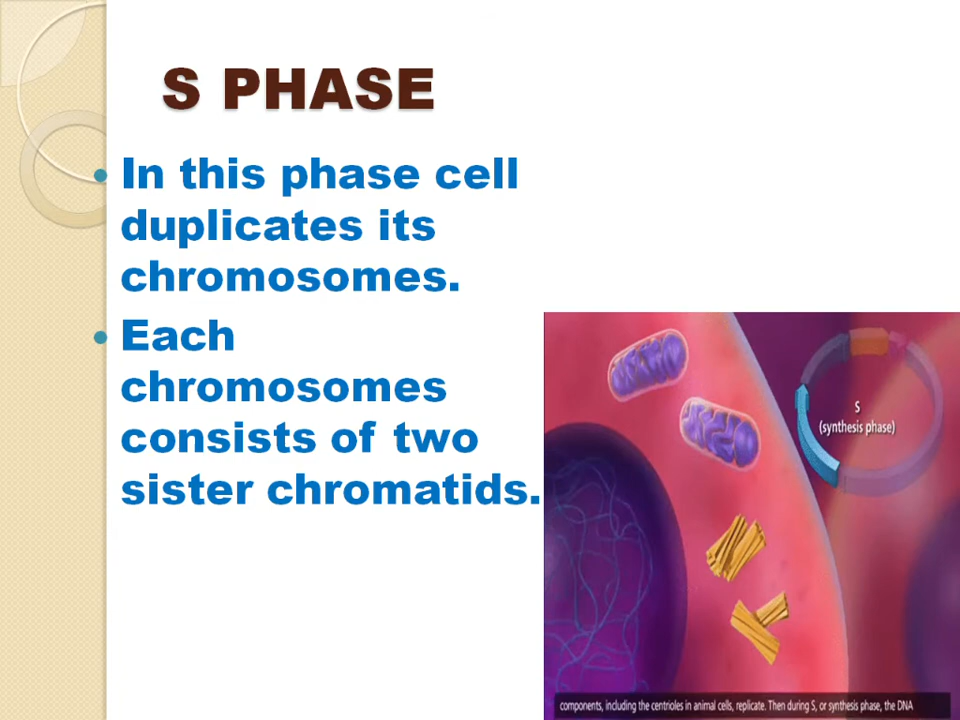 S PHASE
In this phase cell
duplicates its
chromosomes.
Each
chromosomes
consists of two
sister chromatids.
S
(synthesis phase)
components, including the centrioles in animal cells, replicate. Then during S, or synthesis phase, the DNA